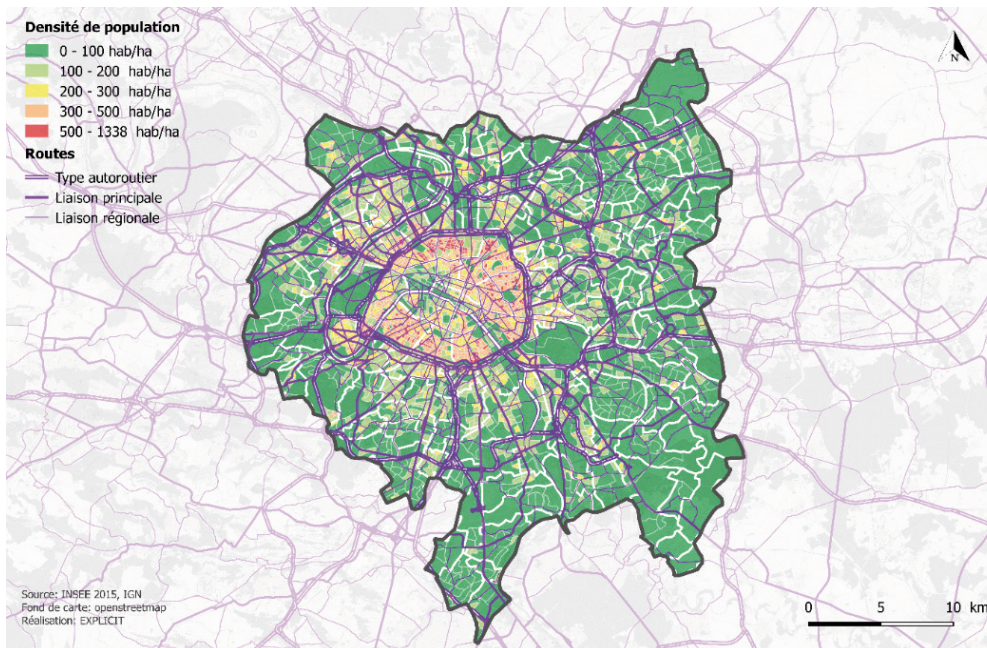 Densité de population
0 - 100 hab/ha
100 - 200 hab/ha
200 - 300 hab/ha
300 - 500 hab/ha
500 - 1338 hab/ha
Routes
Type autoroutier
Liaison principale
Liaison régionale
N
Source: INSEE 2015, IGN
Fond de carte: openstreetmap
Réalisation: EXPLICIT
0 5 10 km